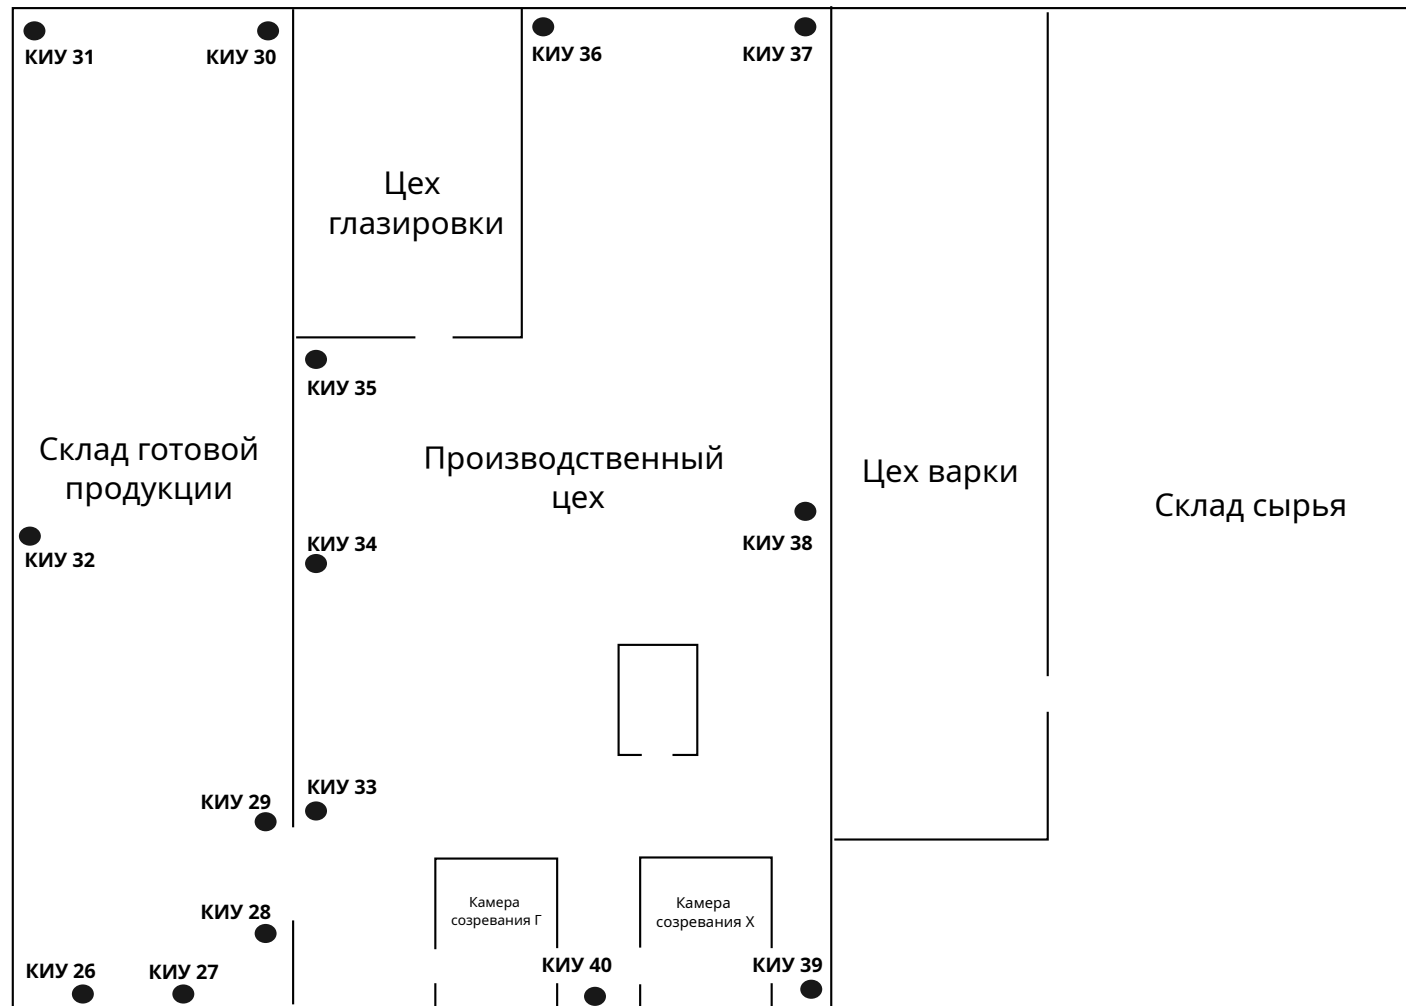 КИУ 31
КИУ 30
КИУ 36
КИУ 37
Цех
глазировки
КИУ 35
Склад готовой
продукции
Производственный
цех
Цех варки
Склад сырья
КИУ 32
КИУ 34
КИУ 38
КИУ 29
КИУ 33
КИУ 28
Камера
созревания Г
Камера
созревания Х
КИУ 26
КИУ 27
КИУ 40
КИУ 39